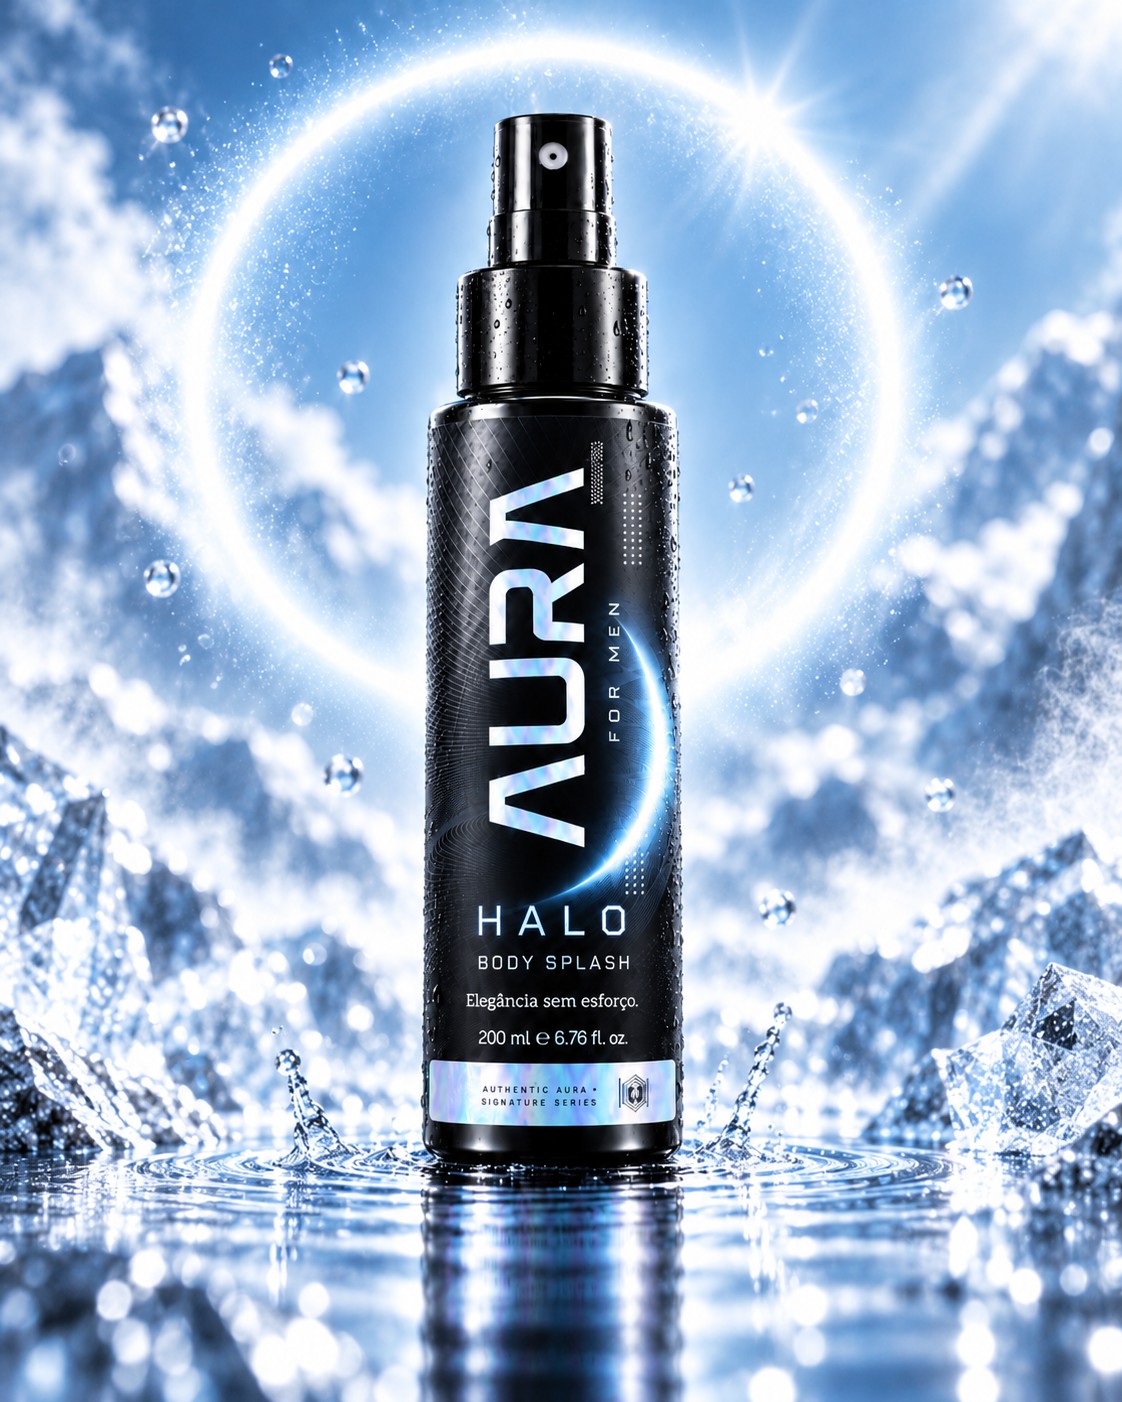 AURA
FOR MEN
HALO
BODY SPLASH
Elegância sem esforço.
200 ml ℮ 6.76 fl. oz.
AUTHENTIC AURA •
SIGNATURE SERIES